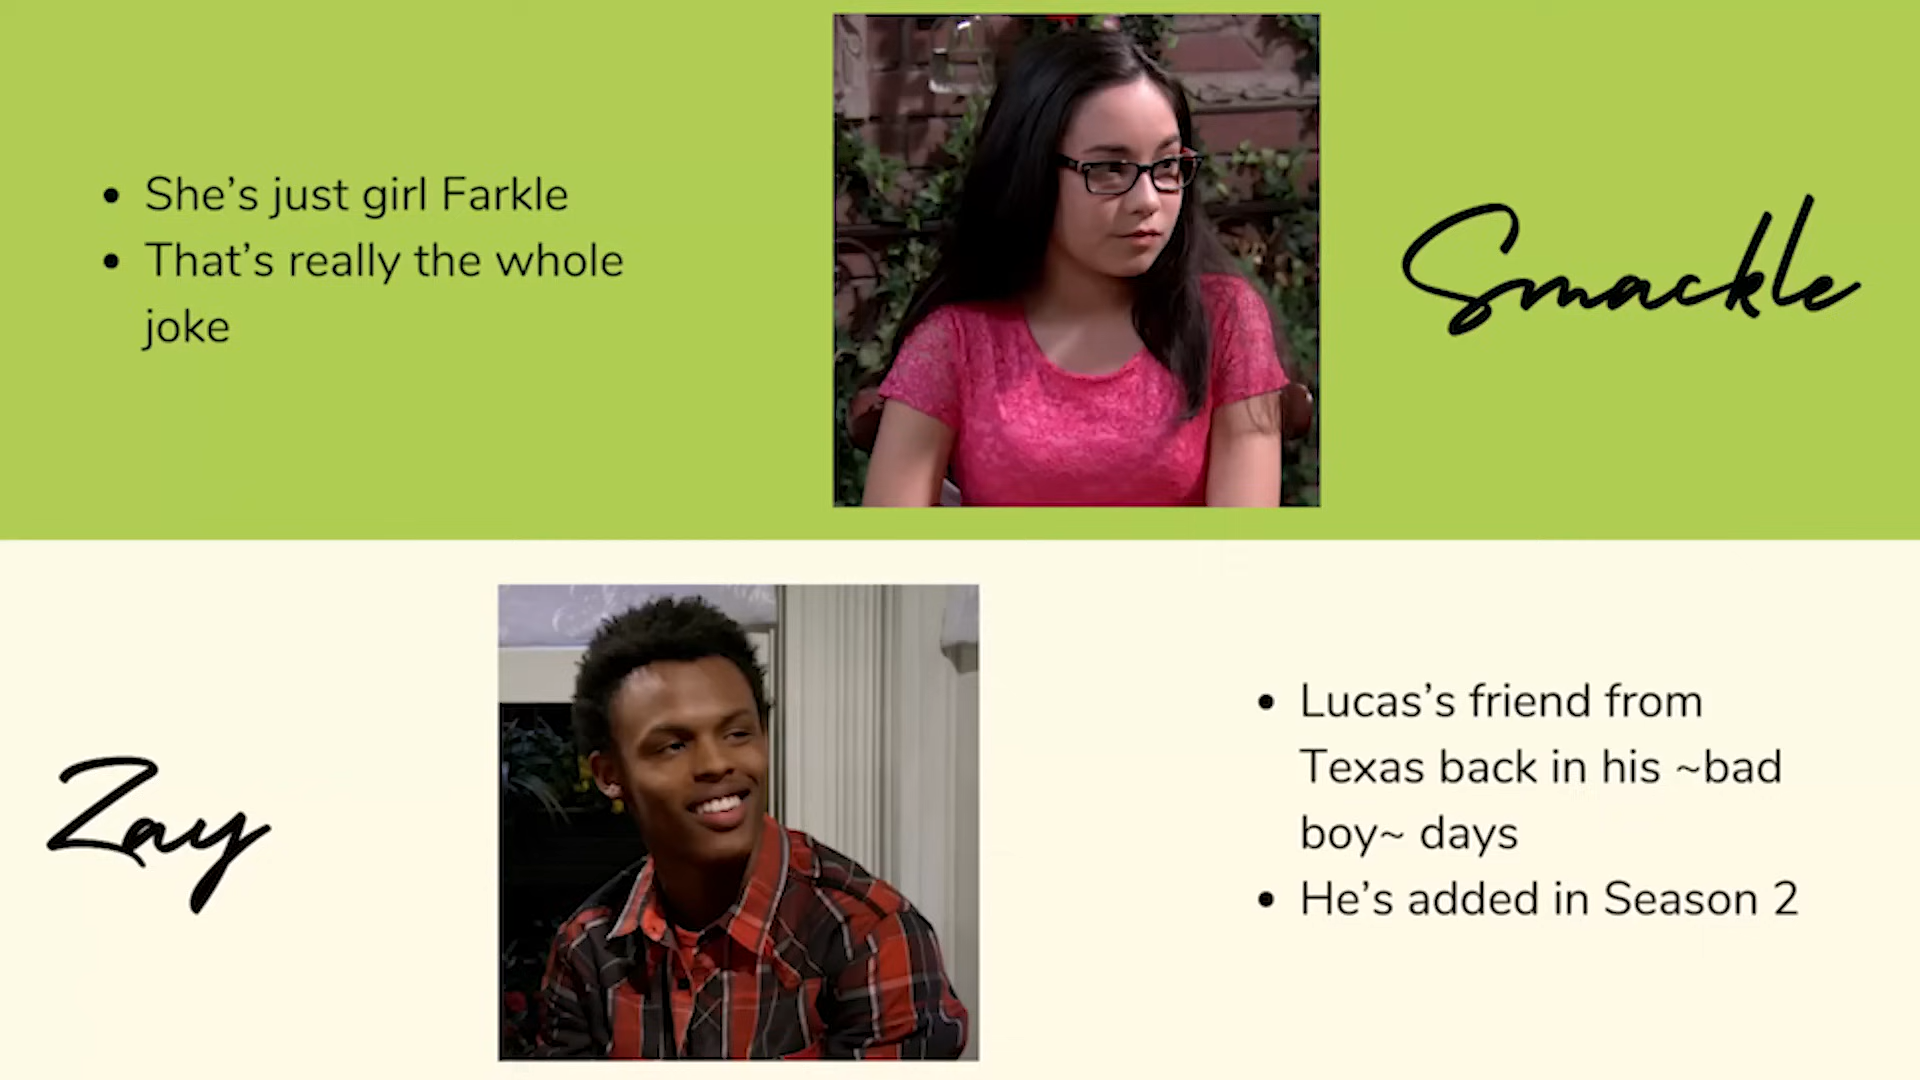 • She's just girl Farkle
• That's really the whole
joke
Smackle
Zay
• Lucas's friend from
Texas back in his ~bad
boy~ days
• He's added in Season 2